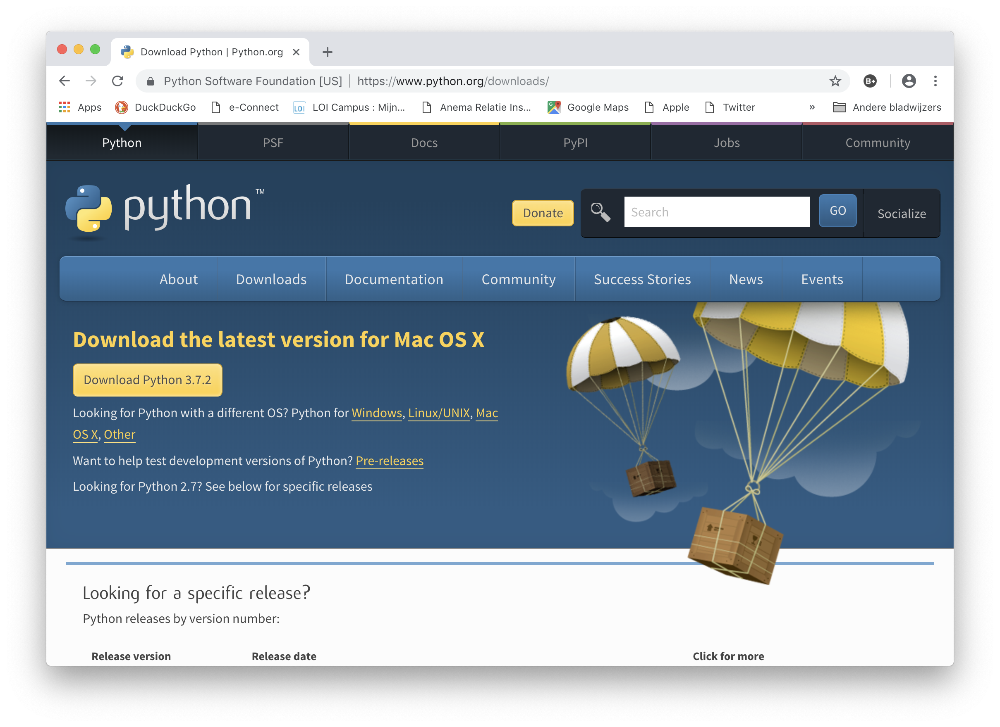 Download Python | Python.org
Python Software Foundation [US] | https://www.python.org/downloads/
B+
Apps DuckDuckGo e-Connect LOI LOI Campus : Mijn... Anema Relatie Ins... G Google Maps Apple Twitter » Andere bladwijzers
Python PSF Docs PyPI Jobs Community
python TM
Donate Search GO Socialize
About Downloads Documentation Community Success Stories News Events
Download the latest version for Mac OS X
Download Python 3.7.2
Looking for Python with a different OS? Python for Windows, Linux/UNIX, Mac
OS X, Other
Want to help test development versions of Python? Pre-releases
Looking for Python 2.7? See below for specific releases
Looking for a specific release?
Python releases by version number:
Release version Release date Click for more